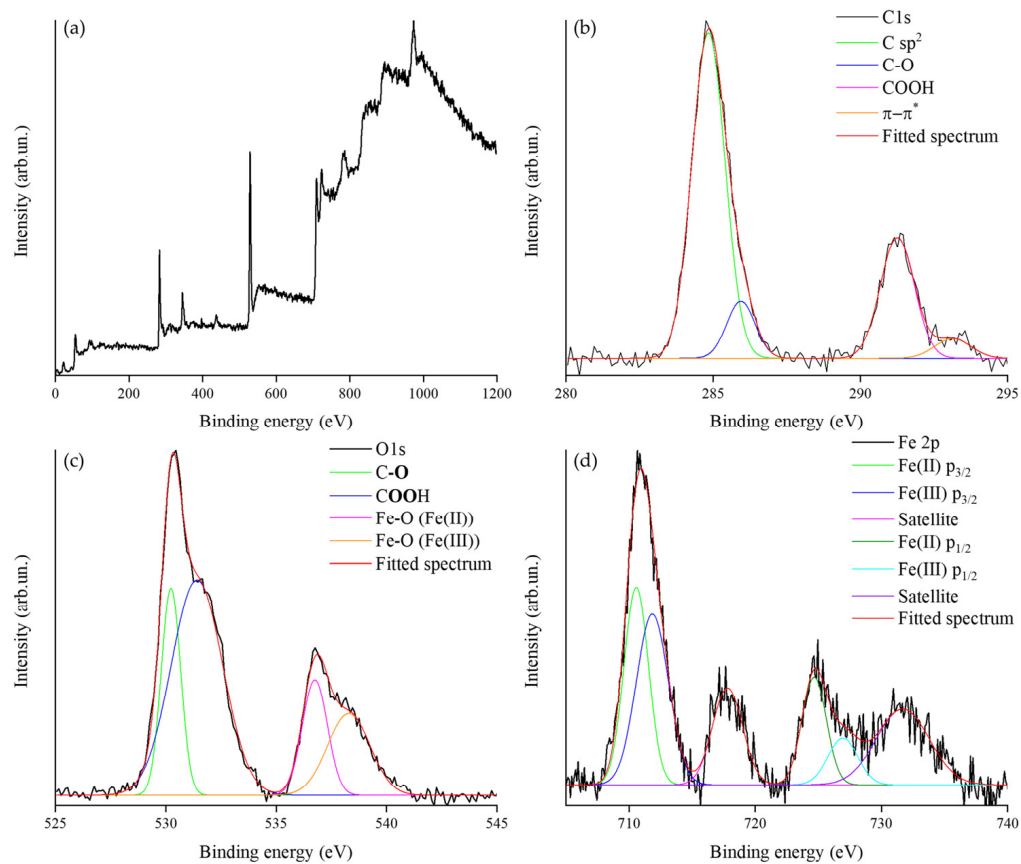 (a)
Intensity (arb.un.)
0 200 400 600 800 1000 1200
Binding energy (eV)
(b)
C1s
C sp²
C-O
COOH
π−π*
Fitted spectrum
Intensity (arb.un.)
280 285 290 295
Binding energy (eV)
(c)
O1s
C-O
COOH
Fe-O (Fe(II))
Fe-O (Fe(III))
Fitted spectrum
Intensity (arb.un.)
525 530 535 540 545
Binding energy (eV)
(d)
Fe 2p
Fe(II) p₃/₂
Fe(III) p₃/₂
Satellite
Fe(II) p₁/₂
Fe(III) p₁/₂
Satellite
Fitted spectrum
Intensity (arb.un.)
710 720 730 740
Binding energy (eV)